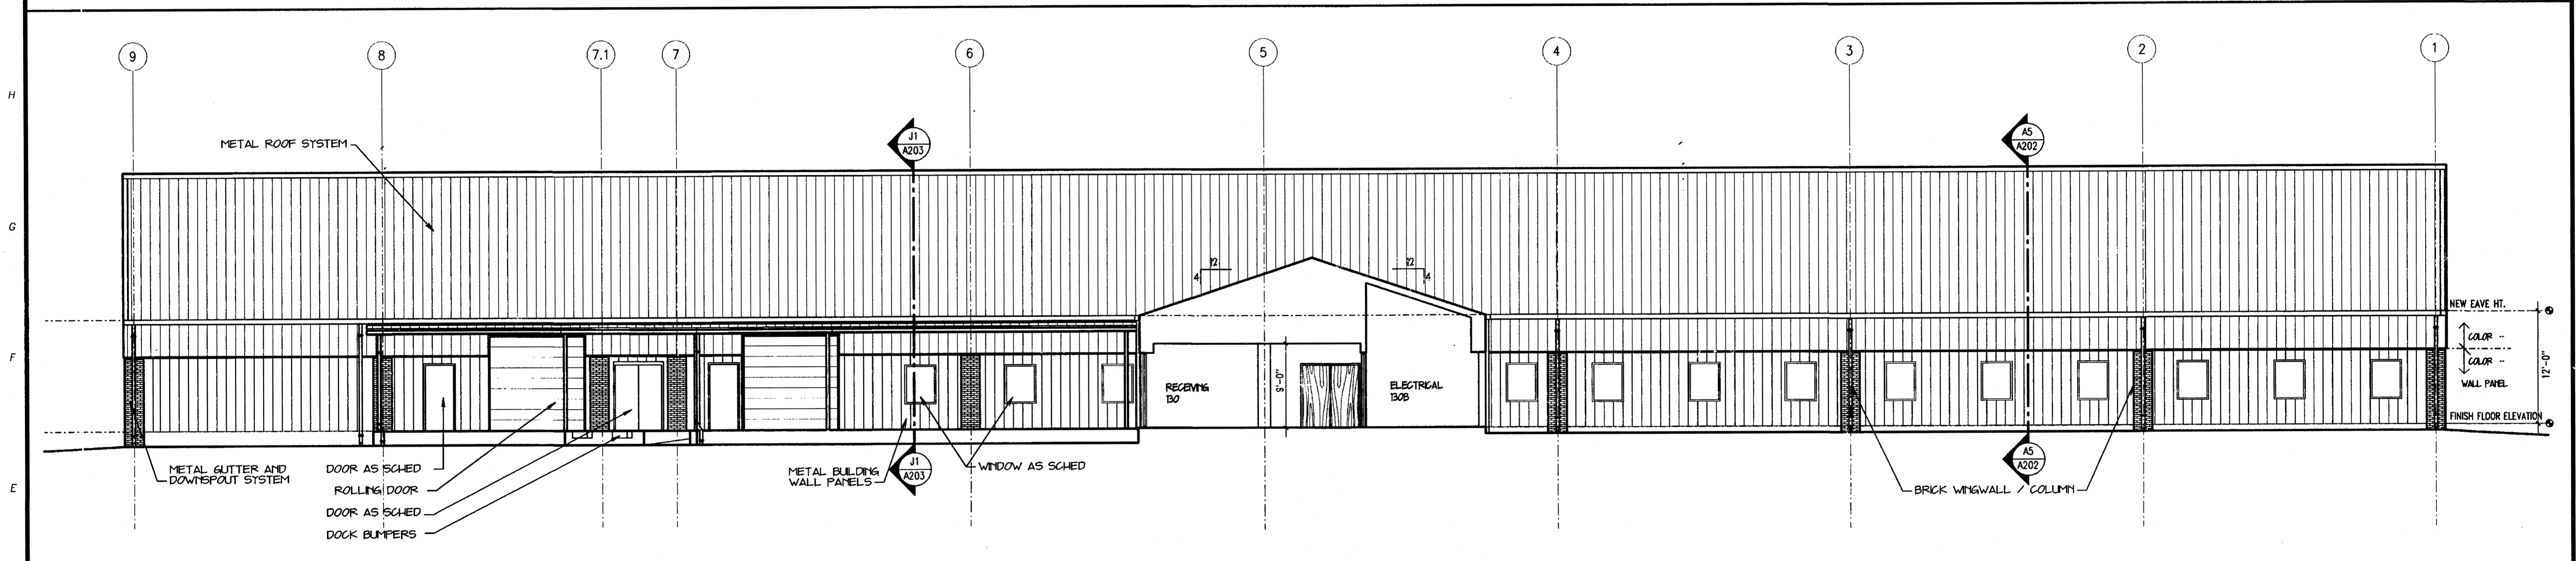 9 8 7.1 7 6 5 4 3 2 1
H
J1
A203
A5
A202
METAL ROOF SYSTEM
G
12 12
4 4
NEW EAVE HT.
F
COLOR --
COLOR --
WALL PANEL
12'-0"
RECEIVING
130
9'-0"
ELECTRICAL
130B
FINISH FLOOR ELEVATION
METAL GUTTER AND
DOWNSPOUT SYSTEM
DOOR AS SCHED
ROLLING DOOR
DOOR AS SCHED
DOCK BUMPERS
METAL BUILDING
WALL PANELS
J1
A203
WINDOW AS SCHED
A5
A202
BRICK WINGWALL / COLUMN
E